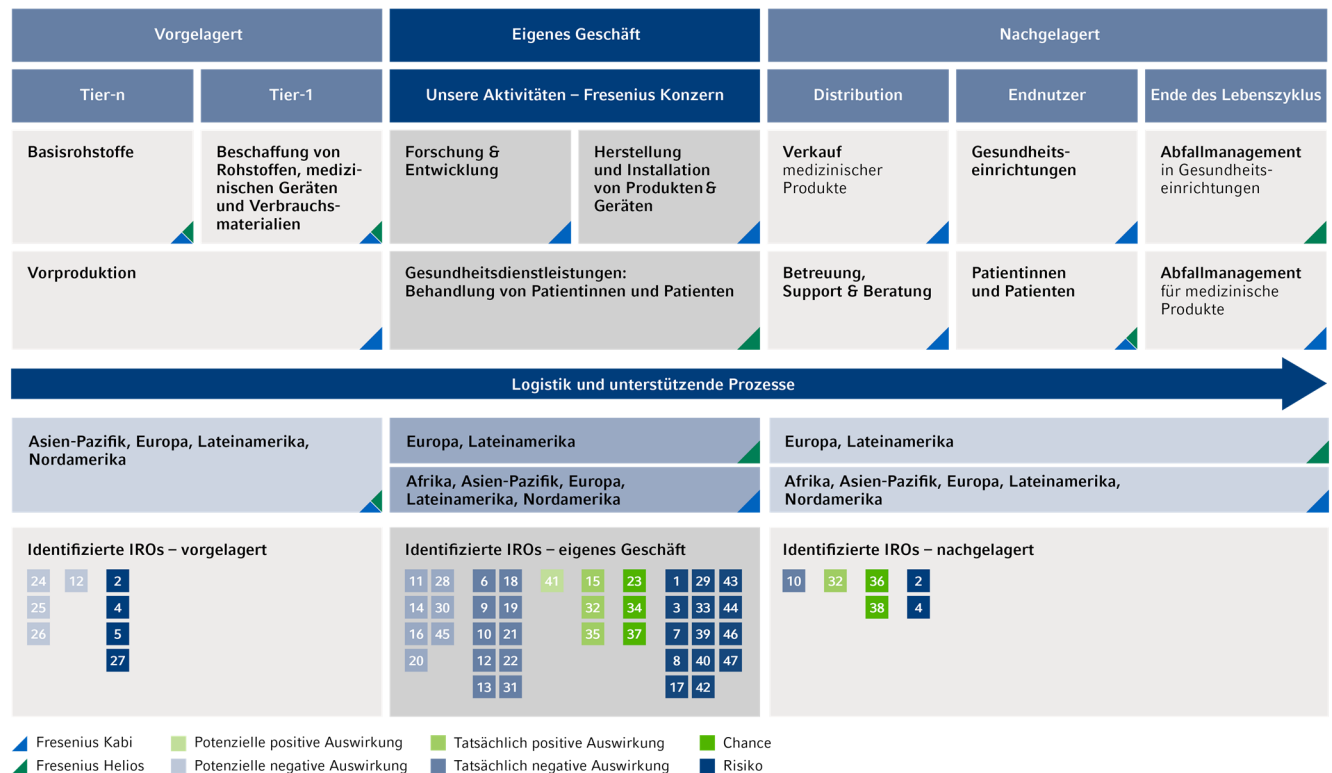 Vorgelagert
Eigenes Geschäft
Nachgelagert
Tier-n
Tier-1
Unsere Aktivitäten – Fresenius Konzern
Distribution
Endnutzer
Ende des Lebenszyklus
Basisrohstoffe
Beschaffung von
Rohstoffen, medizi-
nischen Geräten
und Verbrauchs-
materialien
Forschung &
Entwicklung
Herstellung
und Installation
von Produkten &
Geräten
Verkauf
medizinischer
Produkte
Gesundheits-
einrichtungen
Abfallmanagement
in Gesundheits-
einrichtungen
Vorproduktion
Gesundheitsdienstleistungen:
Behandlung von Patientinnen und Patienten
Betreuung,
Support & Beratung
Patientinnen
und Patienten
Abfallmanagement
für medizinische
Produkte
Logistik und unterstützende Prozesse
Asien-Pazifik, Europa, Lateinamerika,
Nordamerika
Europa, Lateinamerika
Afrika, Asien-Pazifik, Europa,
Lateinamerika, Nordamerika
Europa, Lateinamerika
Afrika, Asien-Pazifik, Europa, Lateinamerika,
Nordamerika
Identifizierte IROs – vorgelagert
24 12 2
25 4
26 5
27
Identifizierte IROs – eigenes Geschäft
11 28 6 18 41 15 23 1 29 43
14 30 9 19 32 34 3 33 44
16 45 10 21 35 37 7 39 46
20 12 22 8 40 47
13 31 17 42
Identifizierte IROs – nachgelagert
10 32 36 2
38 4
Fresenius Kabi
Potenzielle positive Auswirkung
Tatsächlich positive Auswirkung
Chance
Fresenius Helios
Potenzielle negative Auswirkung
Tatsächlich negative Auswirkung
Risiko